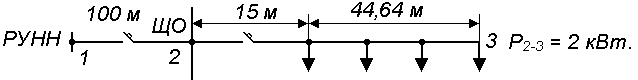 100 м ЩО 15 м 44,64 м
РУНН 1 2 3 P2-3 = 2 кВт.